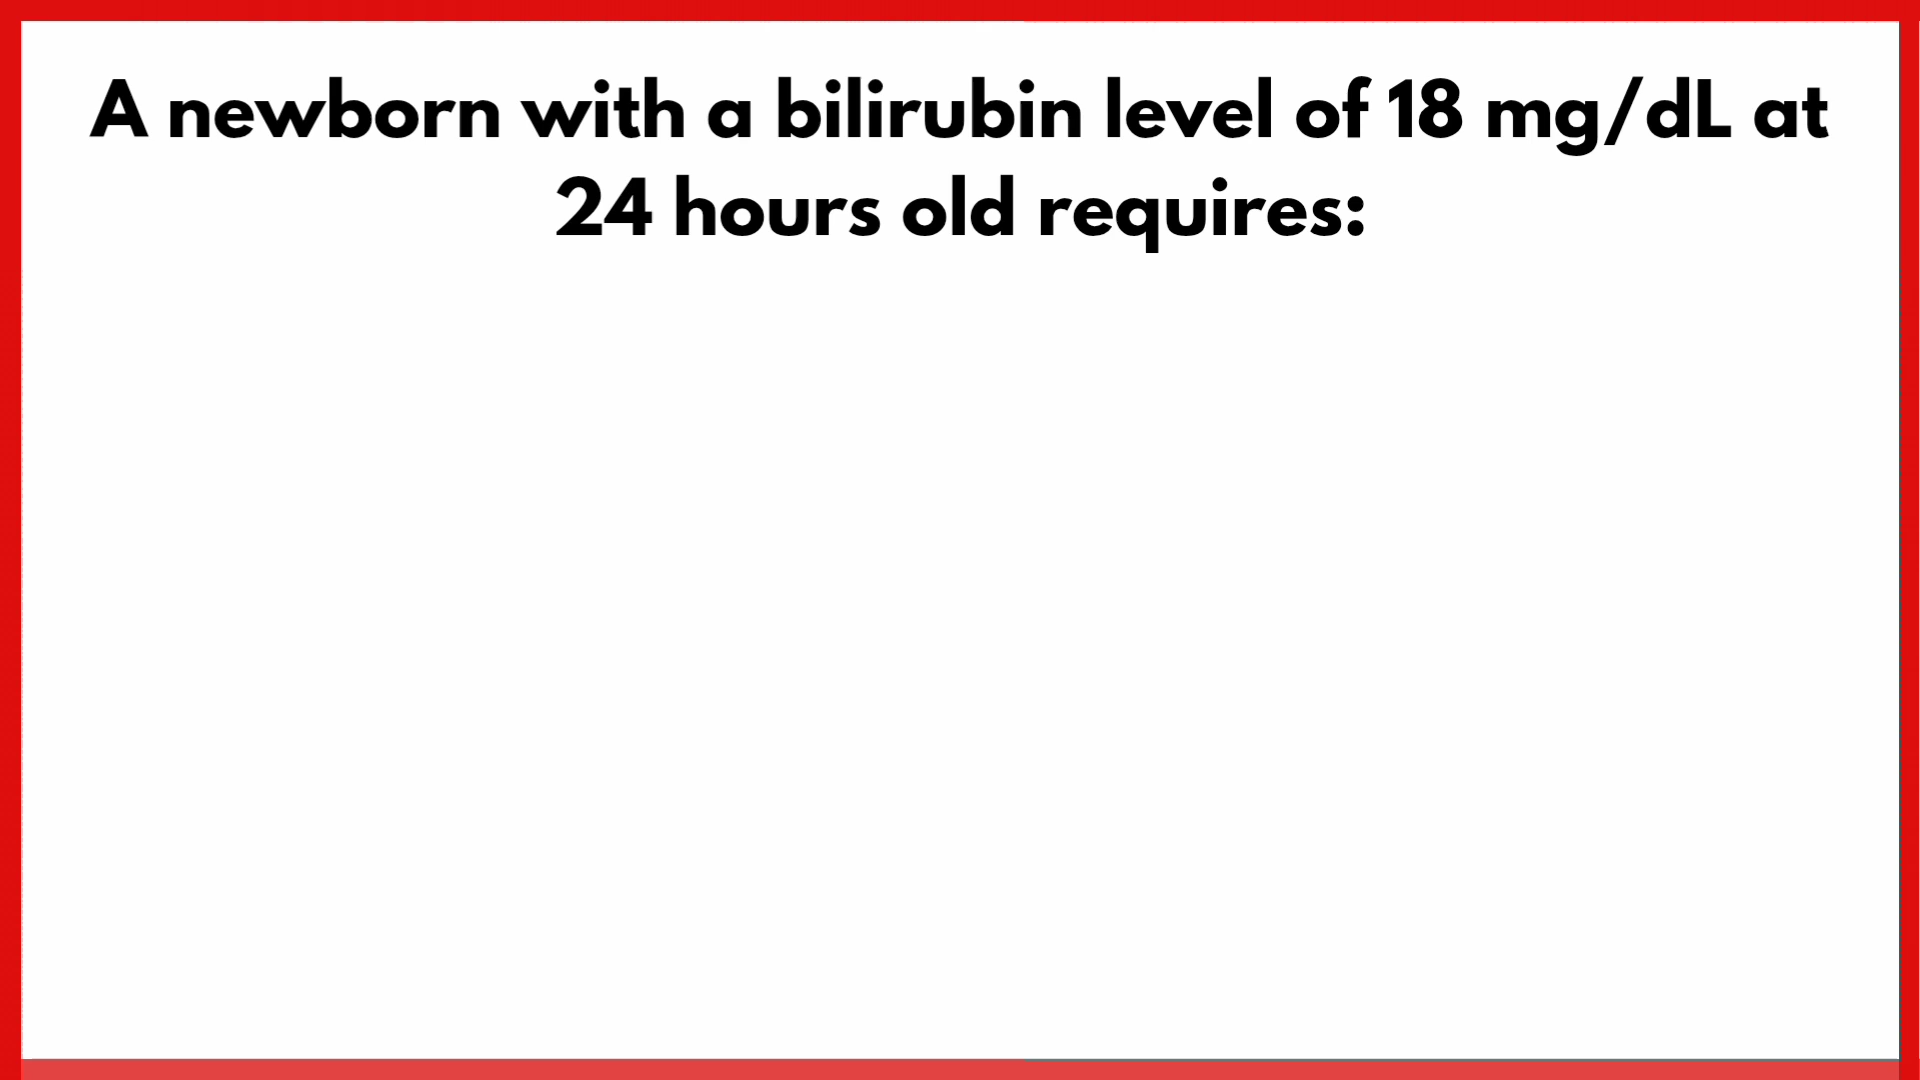 A newborn with a bilirubin level of 18 mg/dL at
24 hours old requires: